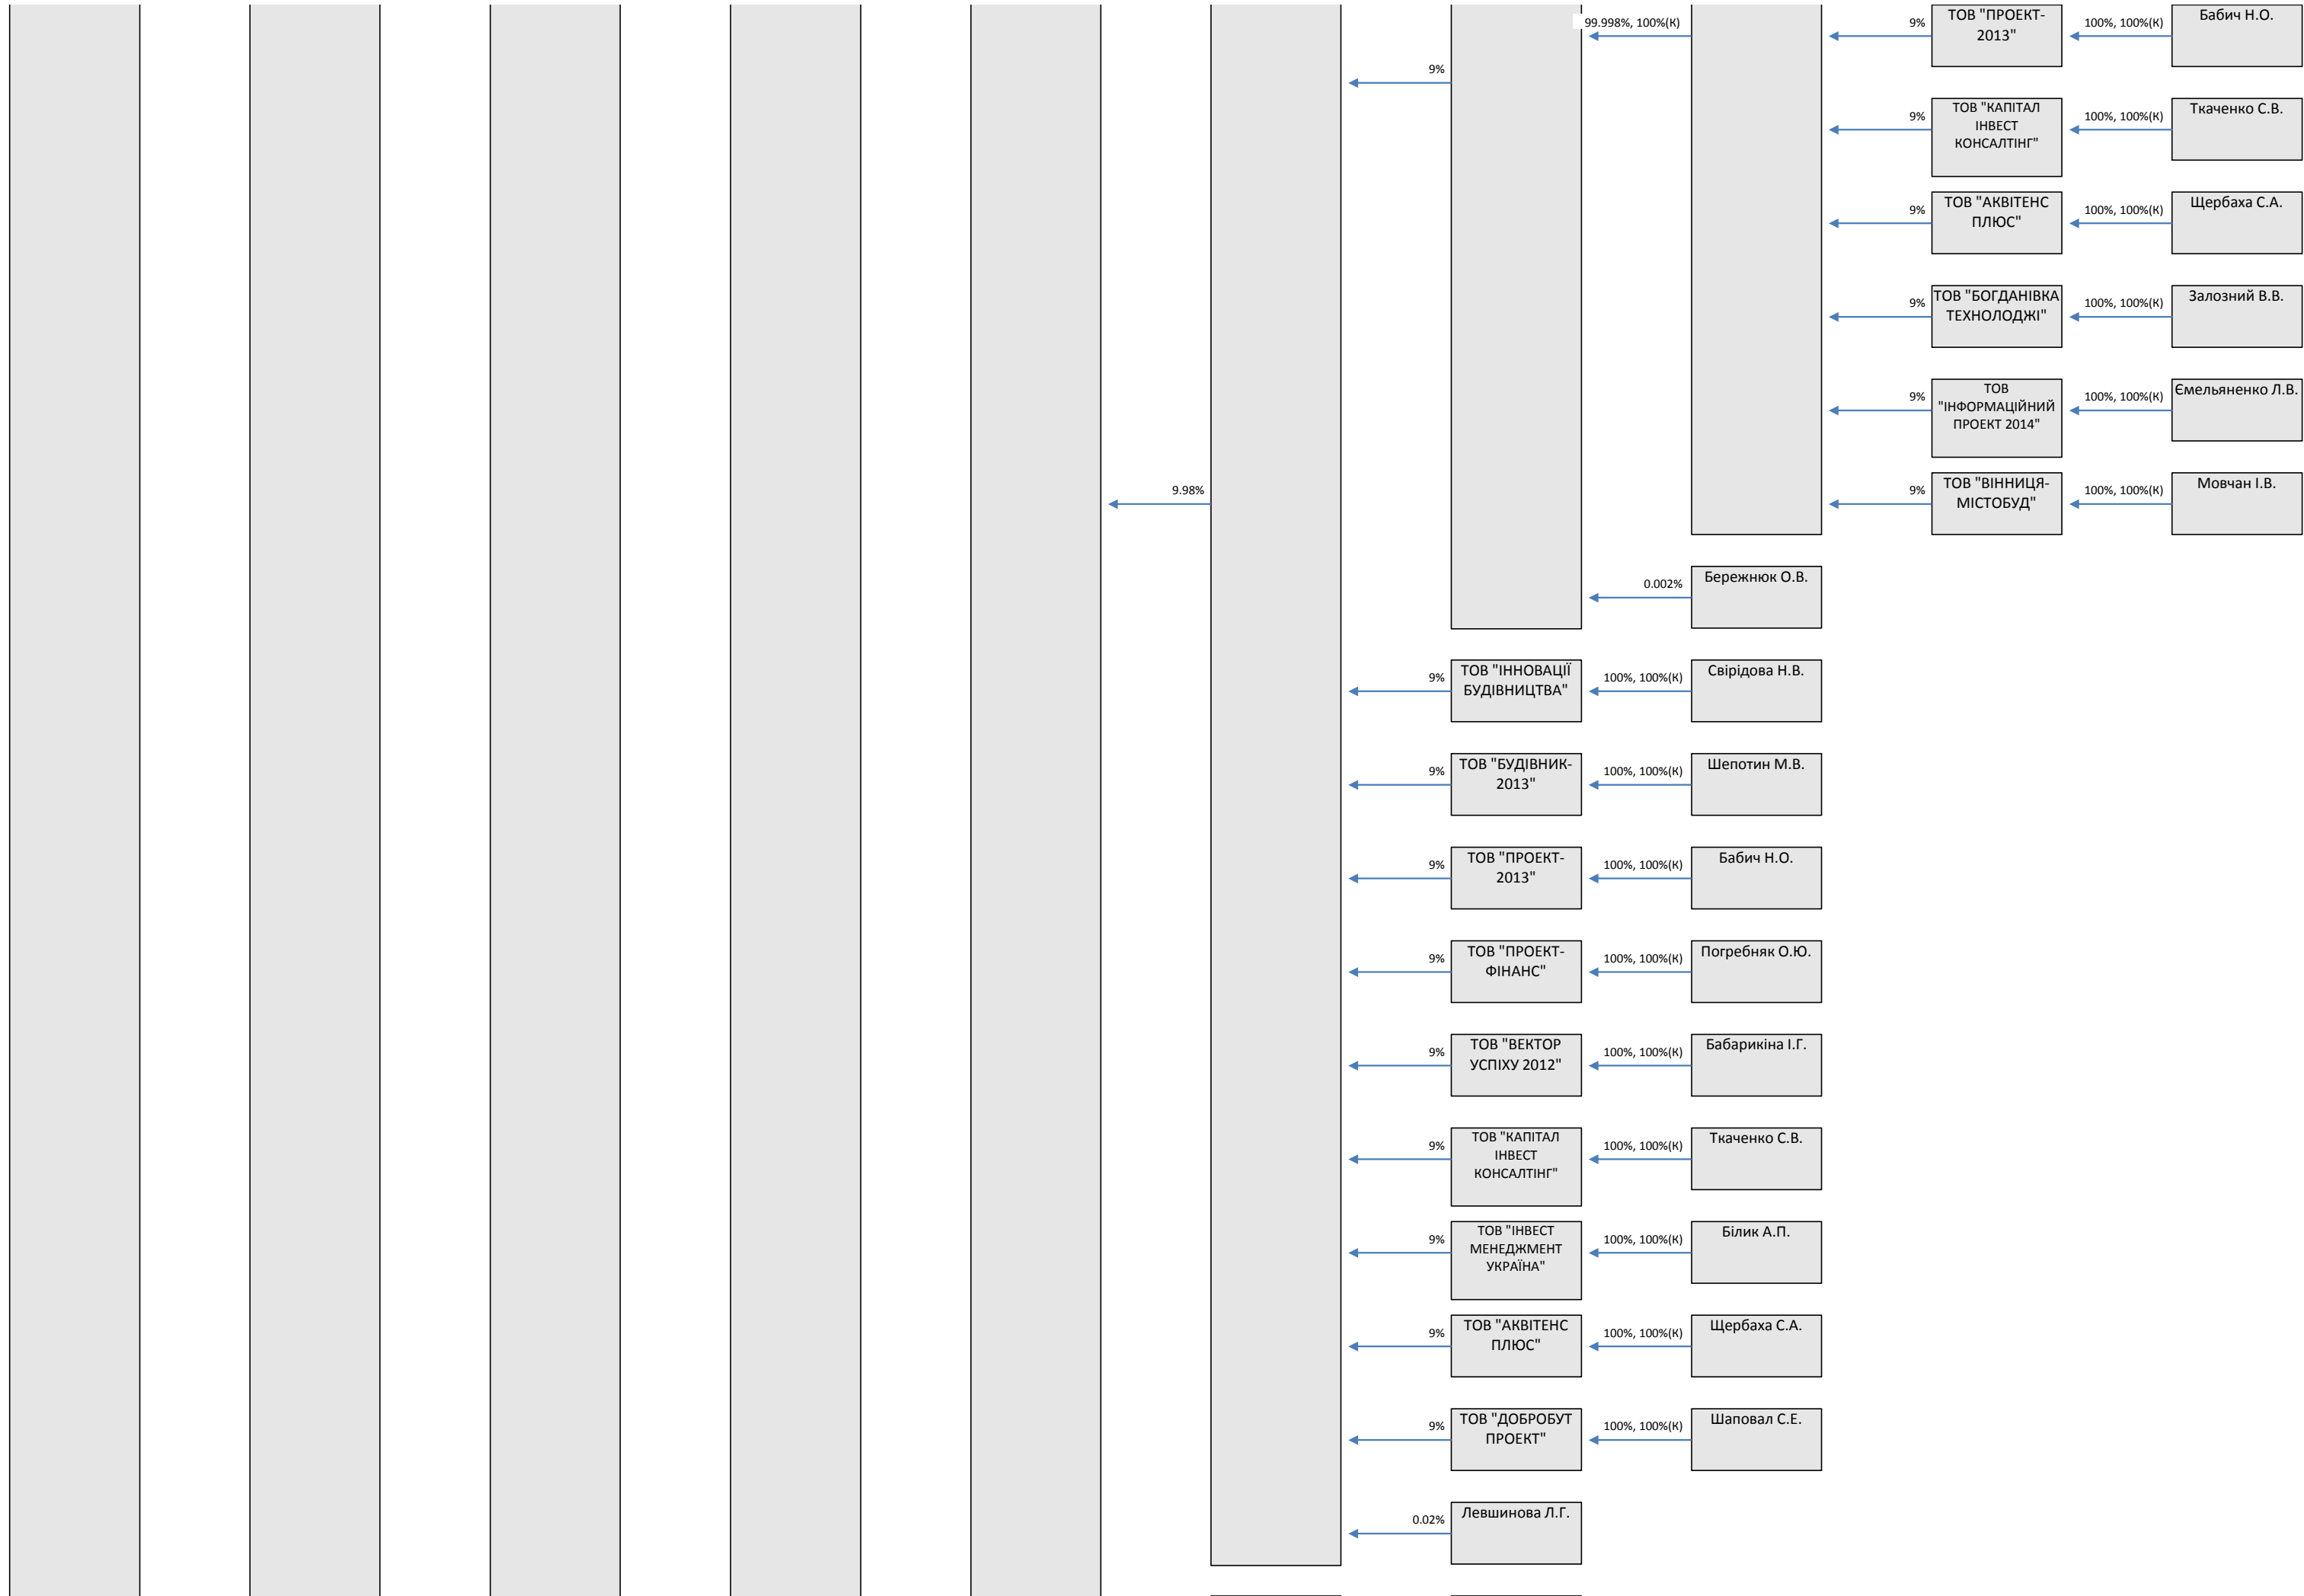 99.998%, 100%(К)
9%
ТОВ "ПРОЕКТ-
2013"
100%, 100%(К)
Бабич Н.О.
9%
9%
ТОВ "КАПІТАЛ
ІНВЕСТ
КОНСАЛТІНГ"
100%, 100%(К)
Ткаченко С.В.
9%
ТОВ "АКВІТЕНС
ПЛЮС"
100%, 100%(К)
Щербаха С.А.
9%
ТОВ "БОГДАНІВКА
ТЕХНОЛОДЖІ"
100%, 100%(К)
Залозний В.В.
9%
ТОВ
"ІНФОРМАЦІЙНИЙ
ПРОЕКТ 2014"
100%, 100%(К)
Ємельяненко Л.В.
9.98%
9%
ТОВ "ВІННИЦЯ-
МІСТОБУД"
100%, 100%(К)
Мовчан І.В.
0.002%
Бережнюк О.В.
9%
ТОВ "ІННОВАЦІЇ
БУДІВНИЦТВА"
100%, 100%(К)
Свірідова Н.В.
9%
ТОВ "БУДІВНИК-
2013"
100%, 100%(К)
Шепотин М.В.
9%
ТОВ "ПРОЕКТ-
2013"
100%, 100%(К)
Бабич Н.О.
9%
ТОВ "ПРОЕКТ-
ФІНАНС"
100%, 100%(К)
Погребняк О.Ю.
9%
ТОВ "ВЕКТОР
УСПІХУ 2012"
100%, 100%(К)
Бабарикіна І.Г.
9%
ТОВ "КАПІТАЛ
ІНВЕСТ
КОНСАЛТІНГ"
100%, 100%(К)
Ткаченко С.В.
9%
ТОВ "ІНВЕСТ
МЕНЕДЖМЕНТ
УКРАЇНА"
100%, 100%(К)
Білик А.П.
9%
ТОВ "АКВІТЕНС
ПЛЮС"
100%, 100%(К)
Щербаха С.А.
9%
ТОВ "ДОБРОБУТ
ПРОЕКТ"
100%, 100%(К)
Шаповал С.Е.
0.02%
Левшинова Л.Г.